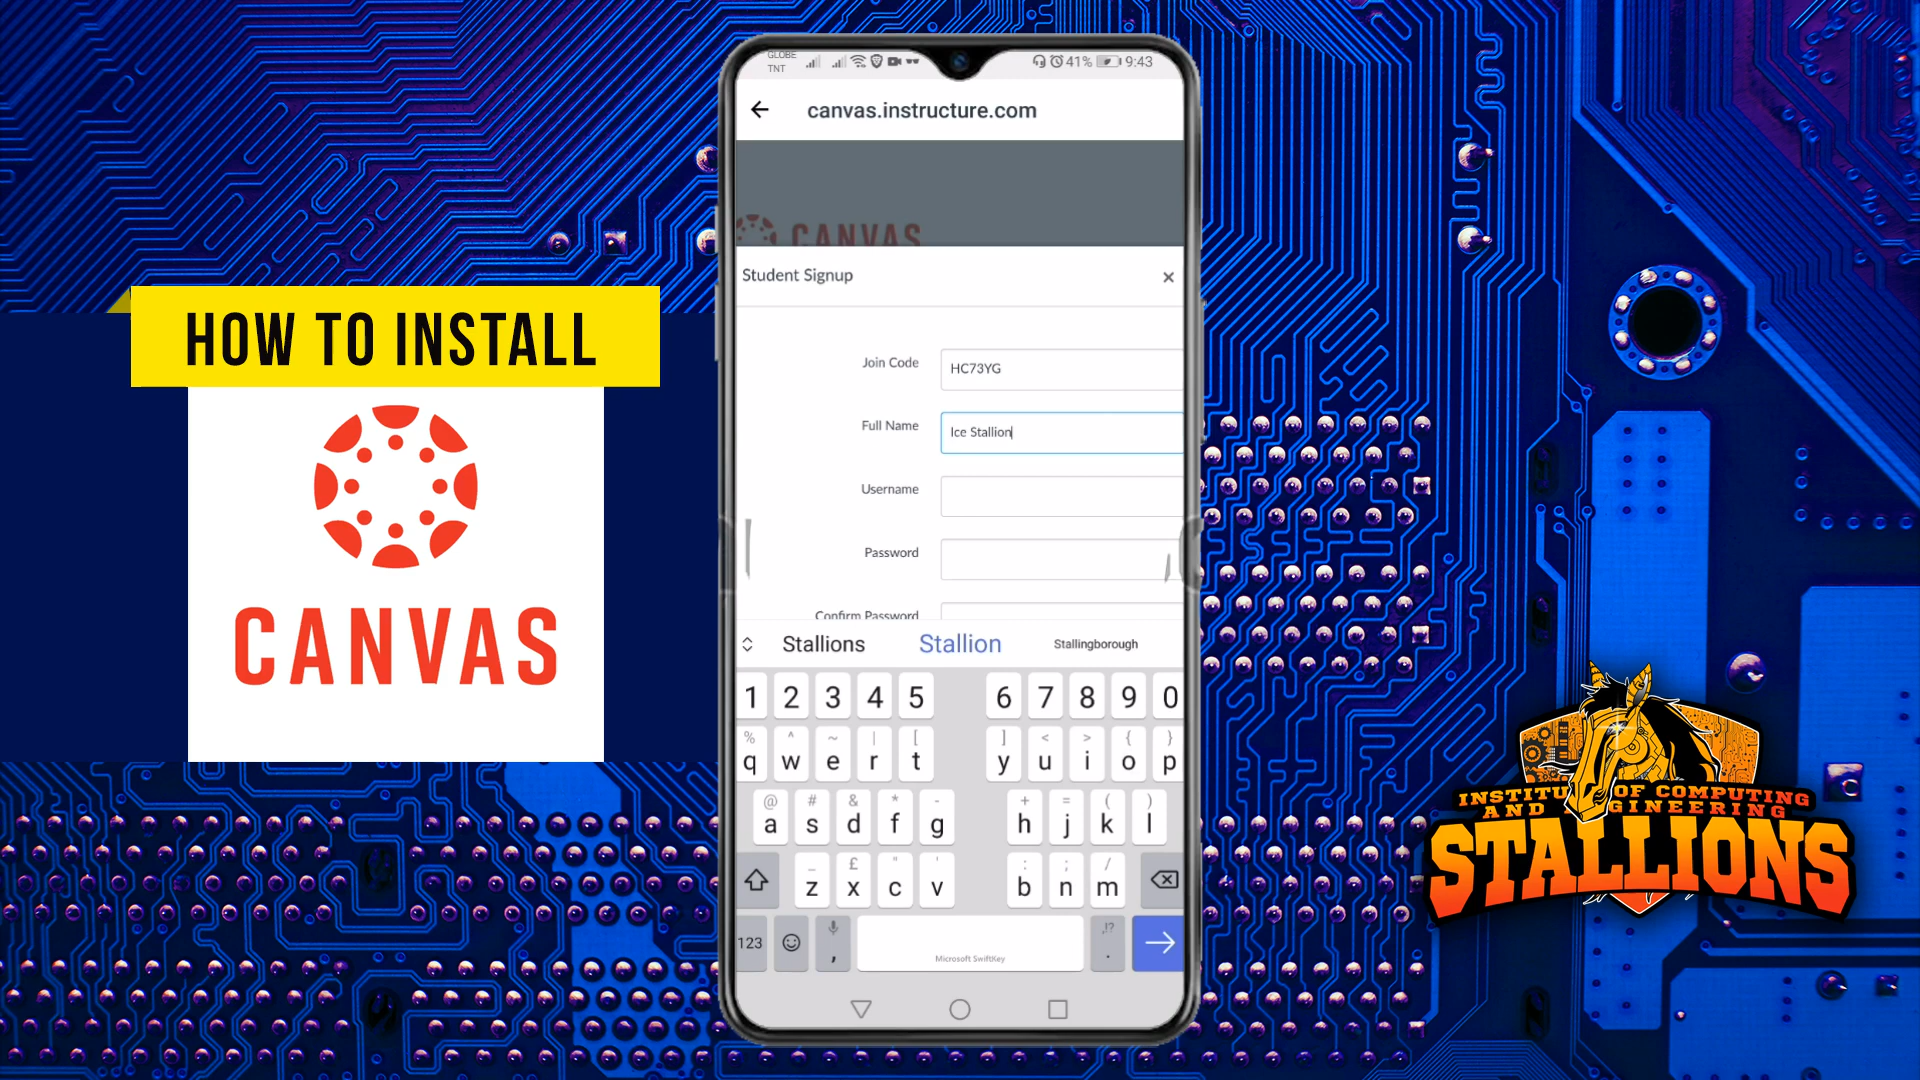 HOW TO INSTALL
CANVAS
GLOBE
TNT
41% 9:43
canvas.instructure.com
CANVAS
Student Signup ×
Join Code HC73YG
Full Name Ice Stallion
Username
Password
Confirm Password
Stallions Stallion Stallingborough
1 2 3 4 5 6 7 8 9 0
% ^ ~ | [ ] < > { }
q w e r t y u i o p
@ # & * - + = ( )
a s d f g h j k l
_ £ " ' : ; /
z x c v b n m
123 , ,!? .
Microsoft SwiftKey
INSTITU OF COMPUTING
AND GINEERING
STALLIONS